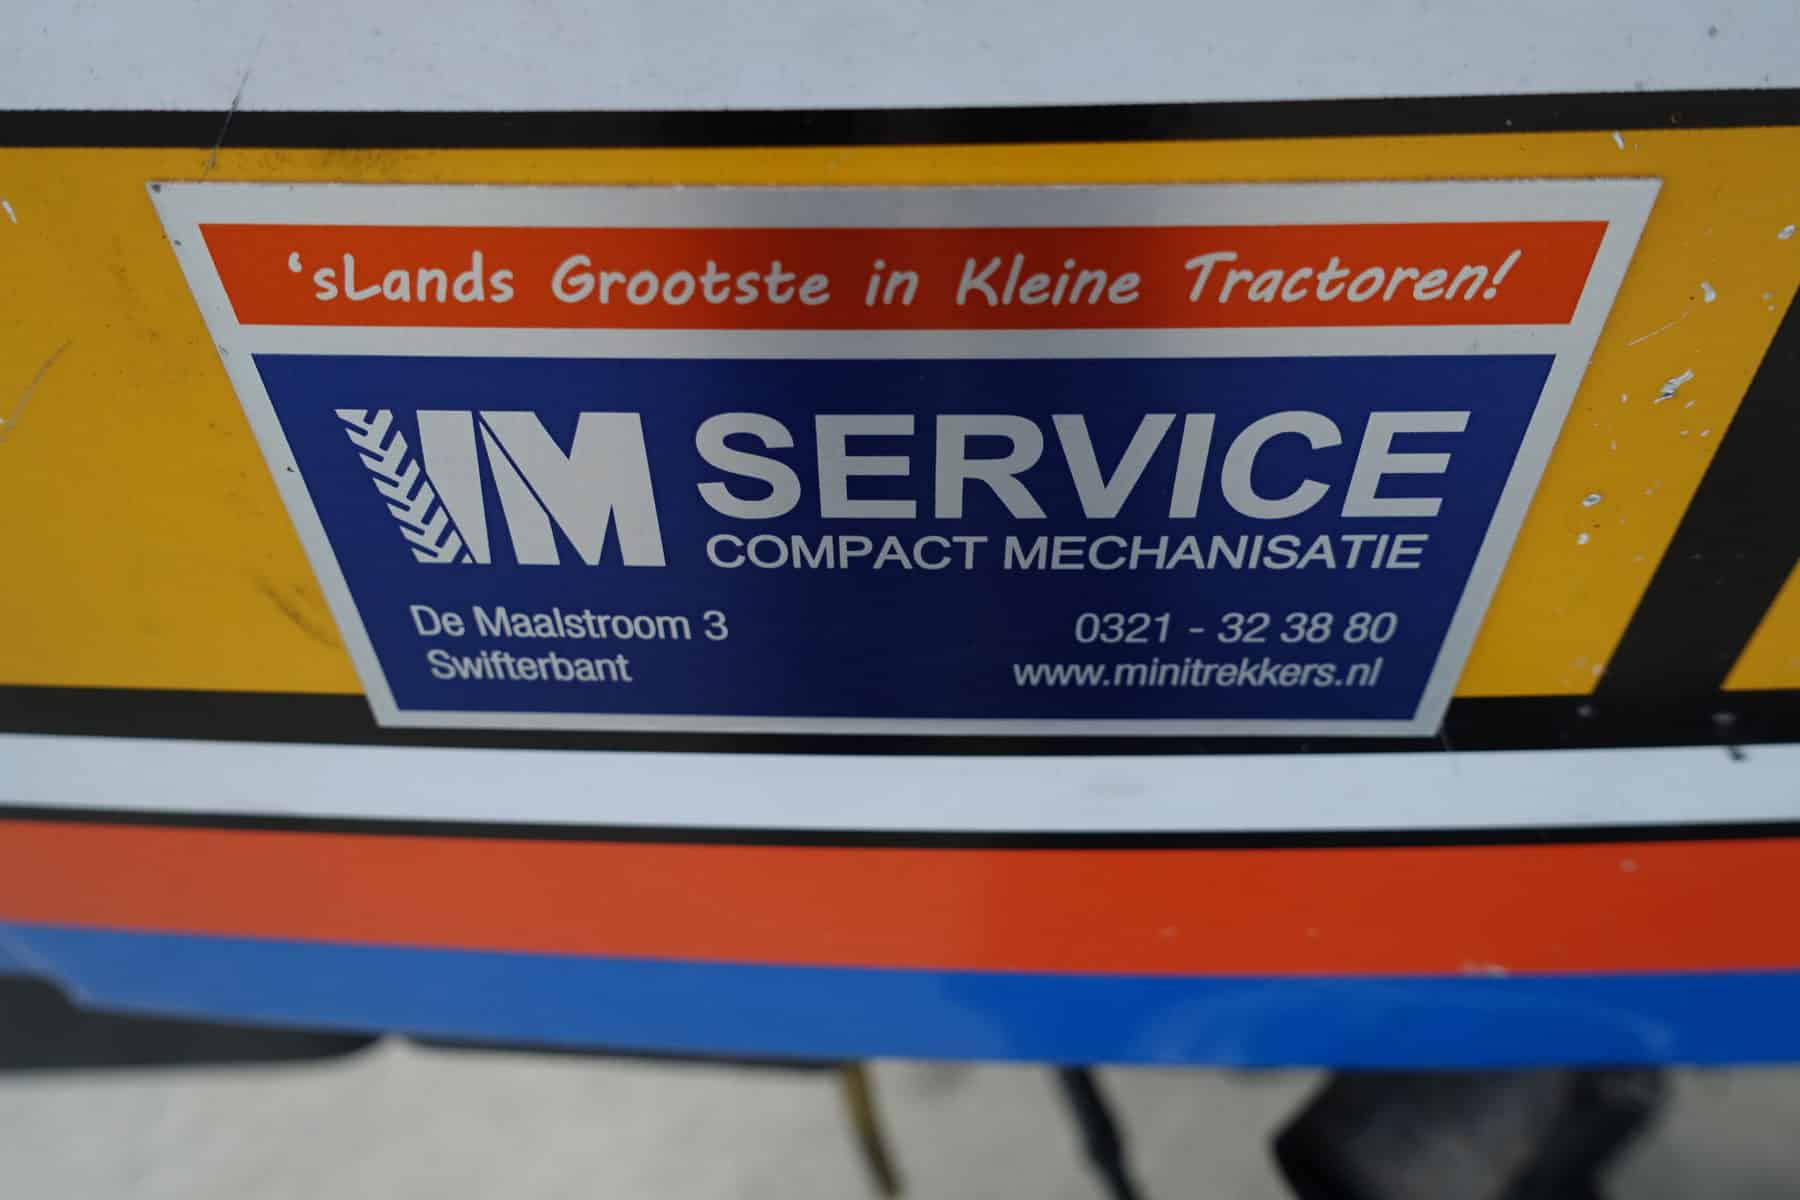 'sLands Grootste in Kleine Tractoren!
IM SERVICE
COMPACT MECHANISATIE
De Maalstroom 3
Swifterbant
0321 - 32 38 80
www.minitrekkers.nl